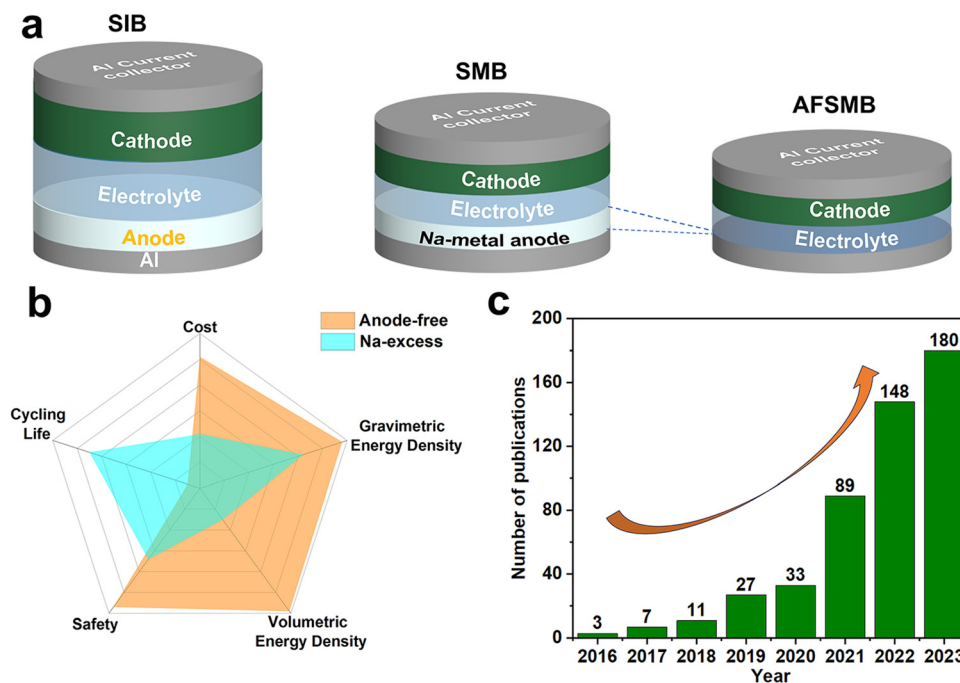 a
SIB
Al Current
collector
Cathode
Electrolyte
Anode
Al
SMB
Al Current
collector
Cathode
Electrolyte
Na-metal anode
AFSMB
Al Current
collector
Cathode
Electrolyte
b
Anode-free
Na-excess
Cost
Gravimetric
Energy Density
Volumetric
Energy Density
Safety
Cycling
Life
c
Number of publications
200
160
120
80
40
0
3
7
11
27
33
89
148
180
2016 2017 2018 2019 2020 2021 2022 2023
Year